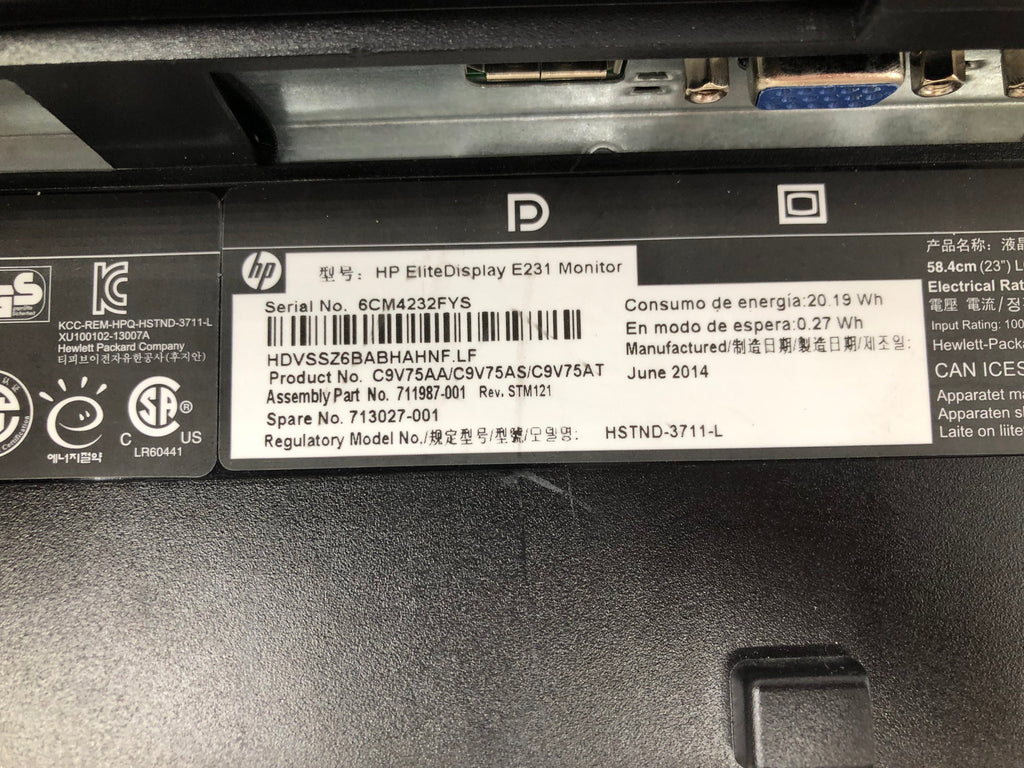 hp
型号: HP EliteDisplay E231 Monitor
Serial No. 6CM4232FYS
HDVSSZ6BABHAHNF.LF
Product No. C9V75AA/C9V75AS/C9V75AT
Assembly Part No. 711987-001 Rev. STM121
Spare No. 713027-001
Regulatory Model No./规定型号/型號/모델명: HSTND-3711-L
Consumo de energía:20.19 Wh
En modo de espera:0.27 Wh
Manufactured/制造日期/製造日期/제조일:
June 2014
GS
KCC-REM-HPQ-HSTND-3711-L
XU100102-13007A
Hewlett Packard Company
티피브이전자유한공사(후지안)
에너지절약
SA ®
C US
LR60441
产品名称: 液晶
58.4cm (23")
Electrical Rat
電壓 電流/
Input Rating: 100
Hewlett-Packa
CAN ICES
Apparatet m
Apparaten s
Laite on liite